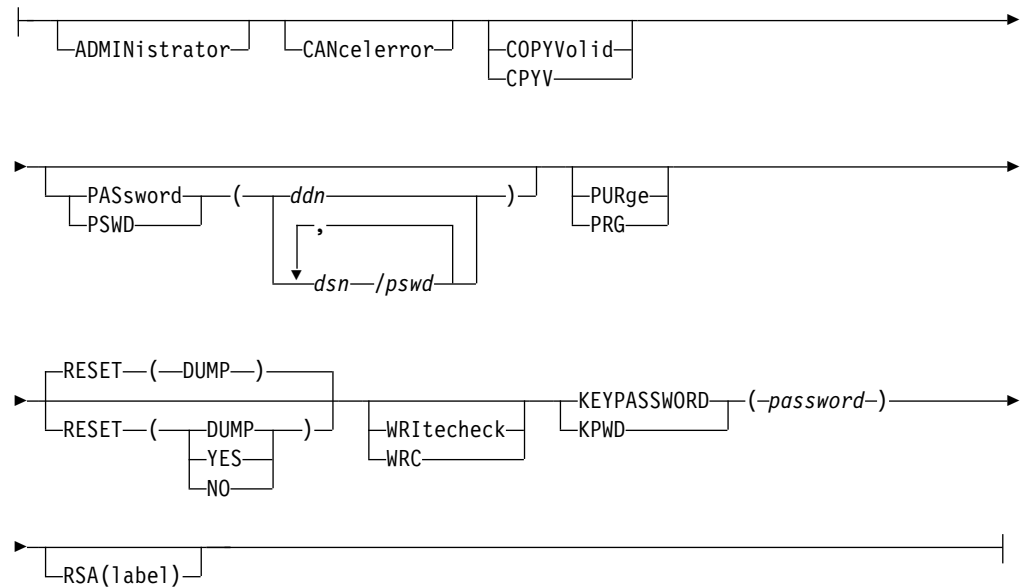 ADMINistrator CANcelerror COPYVolid
CPYV
PASsword ( ddn ) PURge
PSWD , PRG
dsn /pswd
RESET ( DUMP )
RESET ( DUMP ) WRItecheck KEYPASSWORD (password )
YES WRC KPWD
NO
RSA(label)